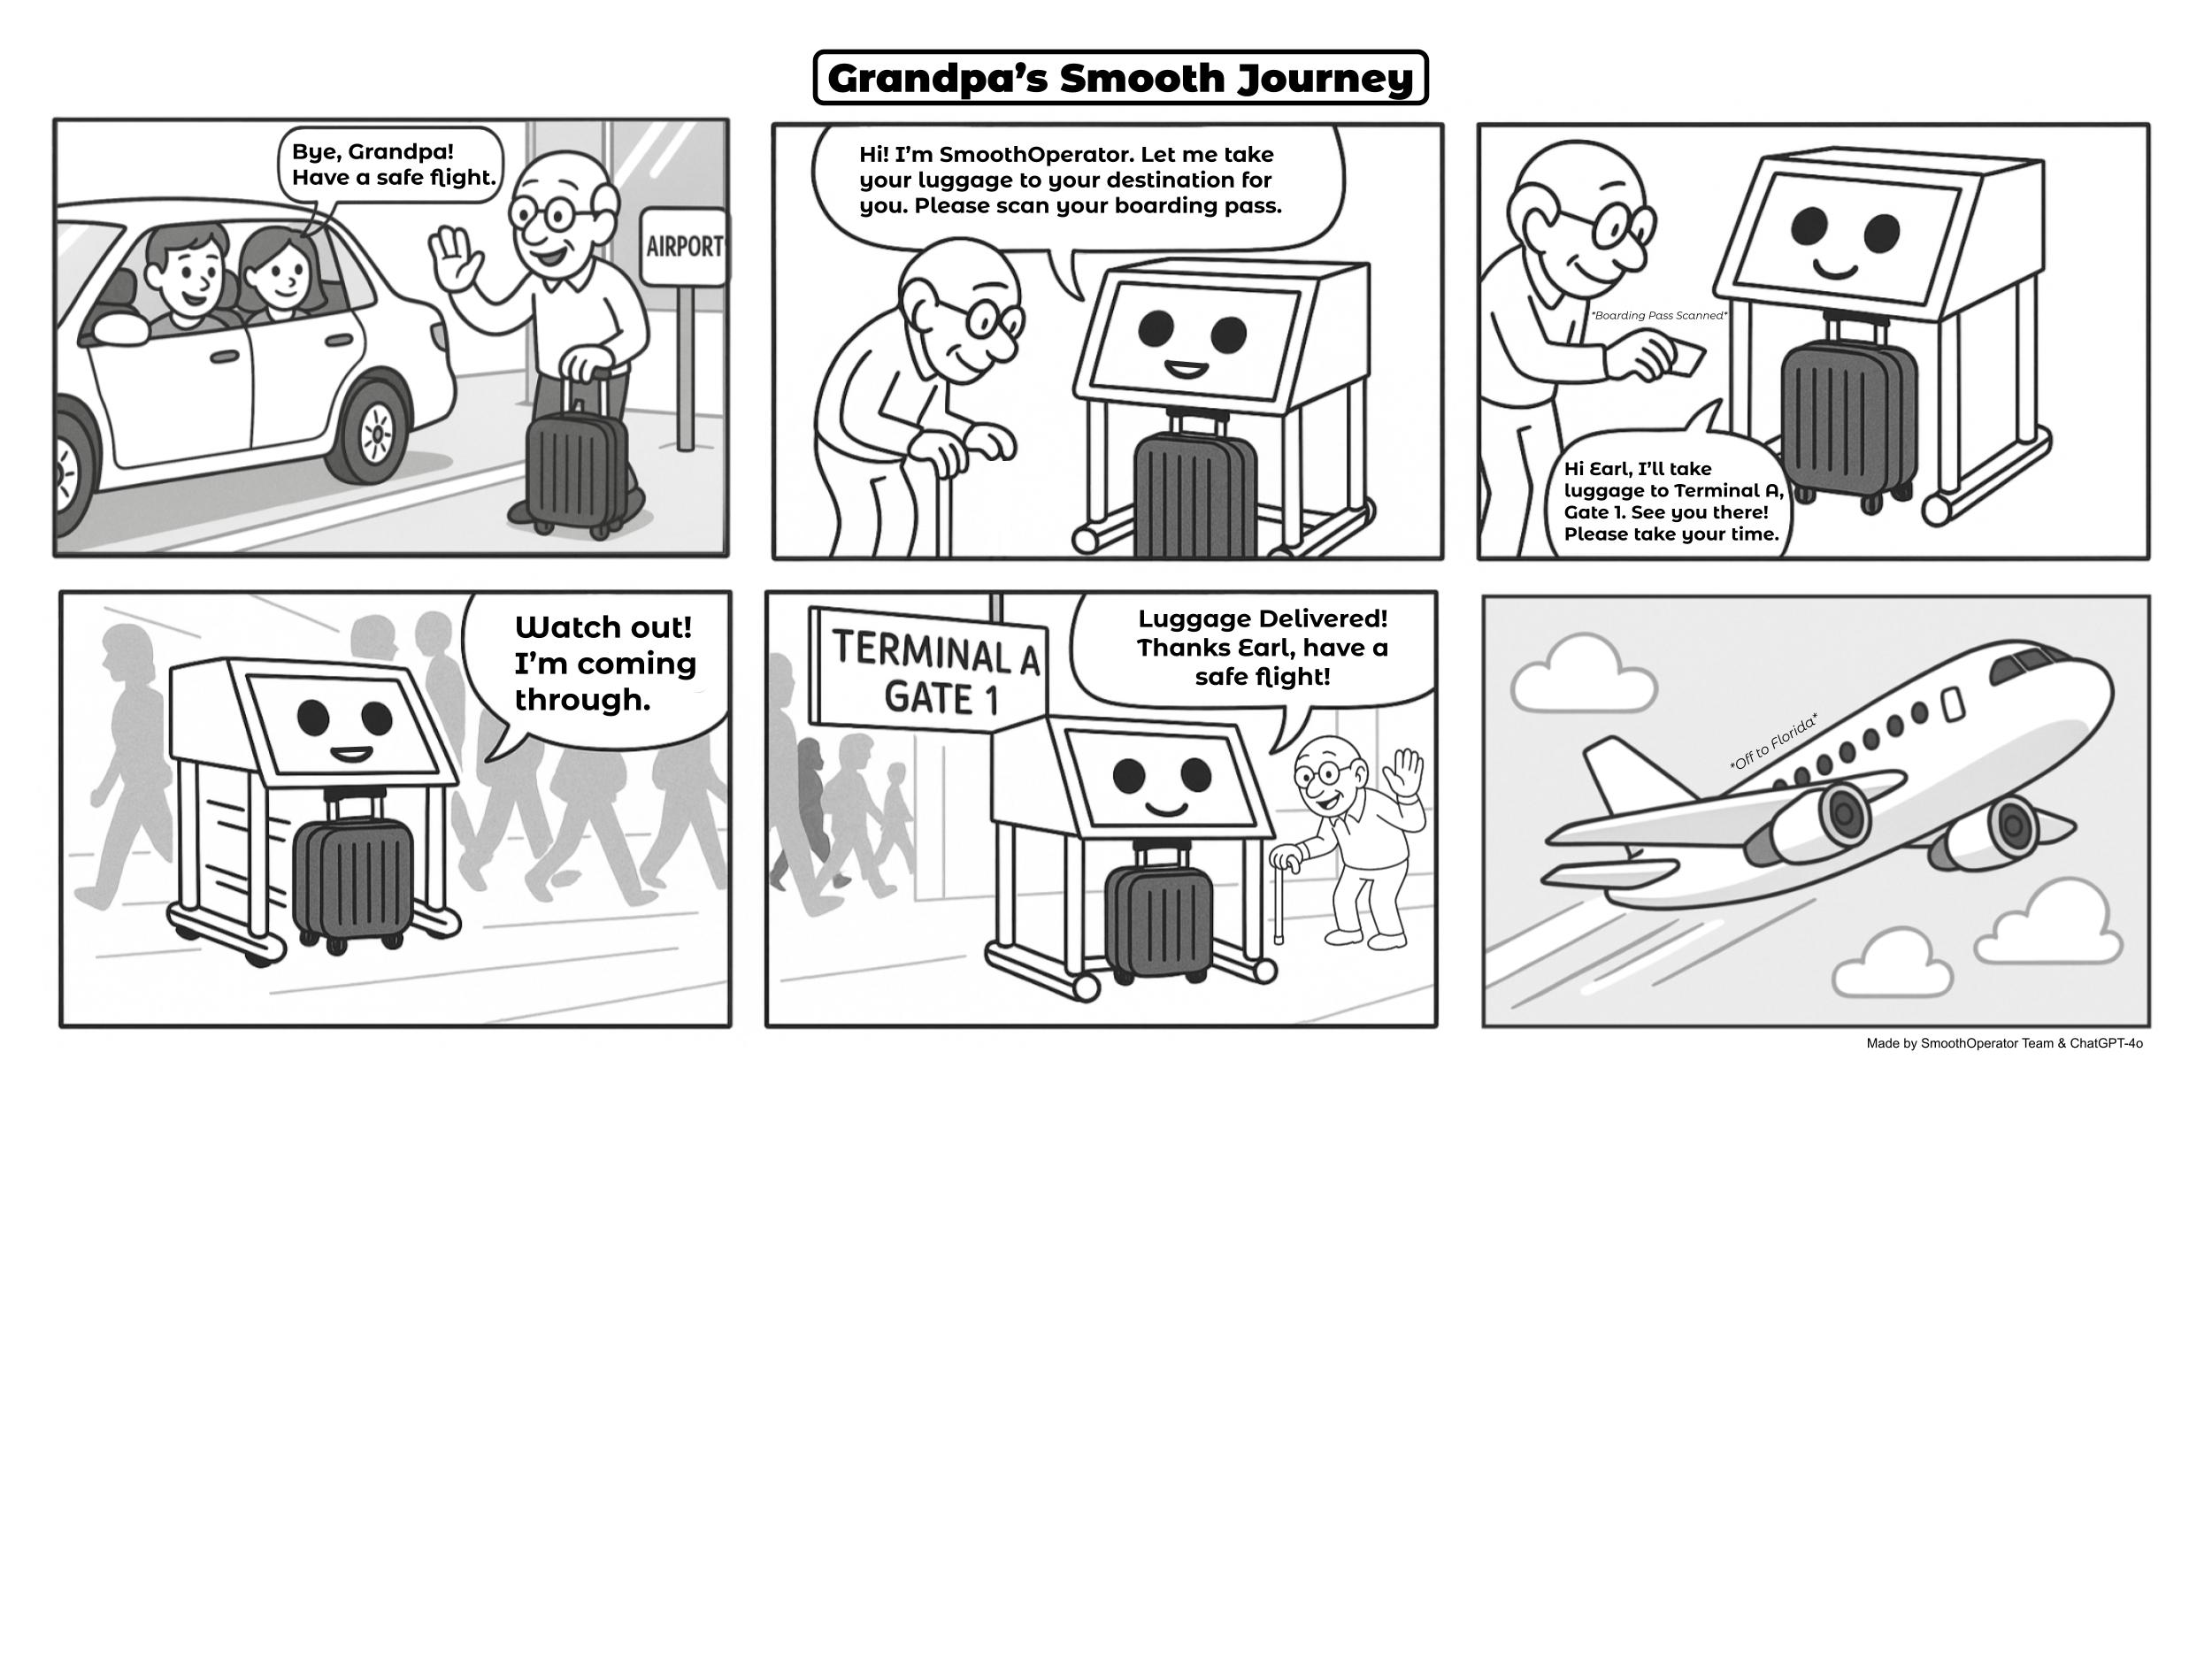 Grandpa's Smooth Journey
Bye, Grandpa!
Have a safe flight.
AIRPORT
Hi! I'm SmoothOperator. Let me take
your luggage to your destination for
you. Please scan your boarding pass.
*Boarding Pass Scanned*
Hi Earl, I'll take
luggage to Terminal A,
Gate 1. See you there!
Please take your time.
Watch out!
I'm coming
through.
TERMINAL A
GATE 1
Luggage Delivered!
Thanks Earl, have a
safe flight!
*Off to Florida*
Made by SmoothOperator Team & ChatGPT-4o